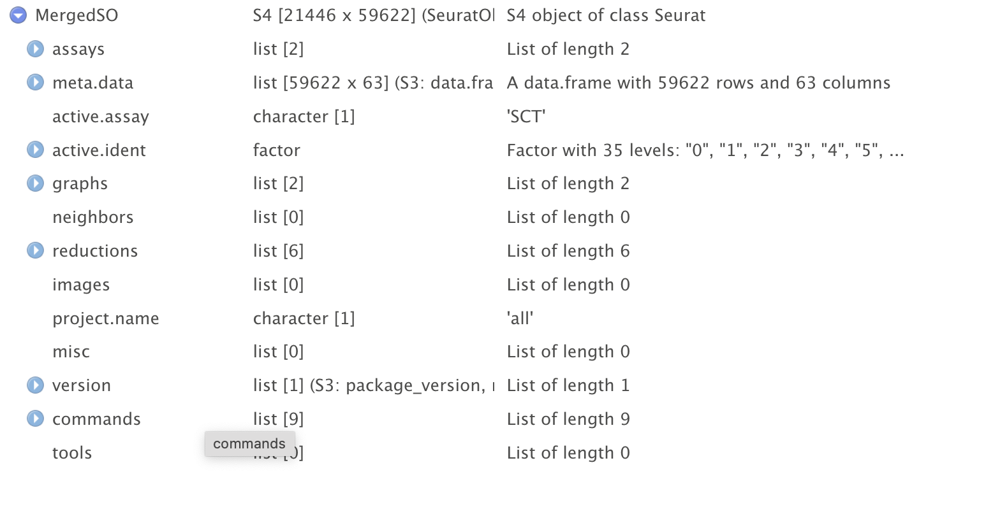 MergedSO S4 [21446 x 59622] (SeuratOl S4 object of class Seurat
assays list [2] List of length 2
meta.data list [59622 x 63] (S3: data.fra A data.frame with 59622 rows and 63 columns
active.assay character [1] 'SCT'
active.ident factor Factor with 35 levels: "0", "1", "2", "3", "4", "5", ...
graphs list [2] List of length 2
neighbors list [0] List of length 0
reductions list [6] List of length 6
images list [0] List of length 0
project.name character [1] 'all'
misc list [0] List of length 0
version list [1] (S3: package_version, List of length 1
commands list [9] List of length 9
commands
tools list [0] List of length 0